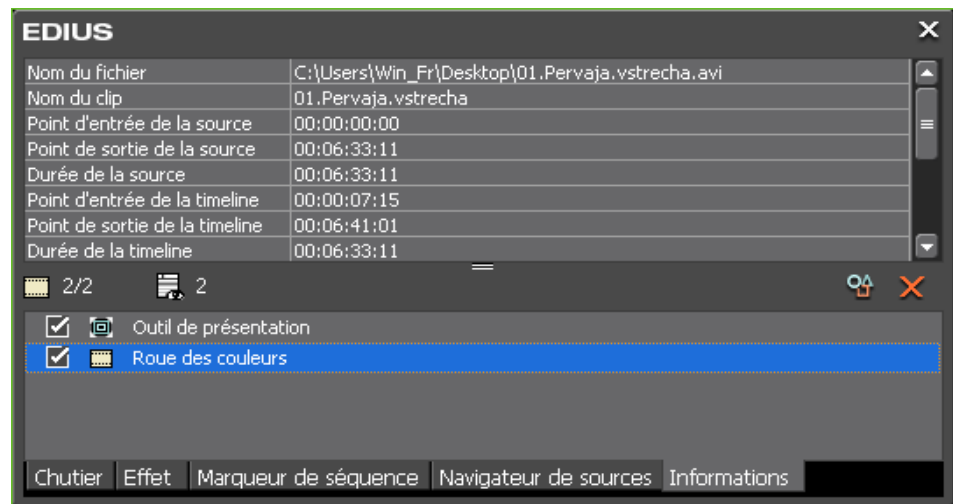 EDIUS
Nom du fichier C:\Users\Win_Fr\Desktop\01.Pervaja.vstrecha.avi
Nom du clip 01.Pervaja.vstrecha
Point d'entrée de la source 00:00:00:00
Point de sortie de la source 00:06:33:11
Durée de la source 00:06:33:11
Point d'entrée de la timeline 00:00:07:15
Point de sortie de la timeline 00:06:41:01
Durée de la timeline 00:06:33:11
2/2 2
Outil de présentation
Roue des couleurs
Chutier Effet Marqueur de séquence Navigateur de sources Informations